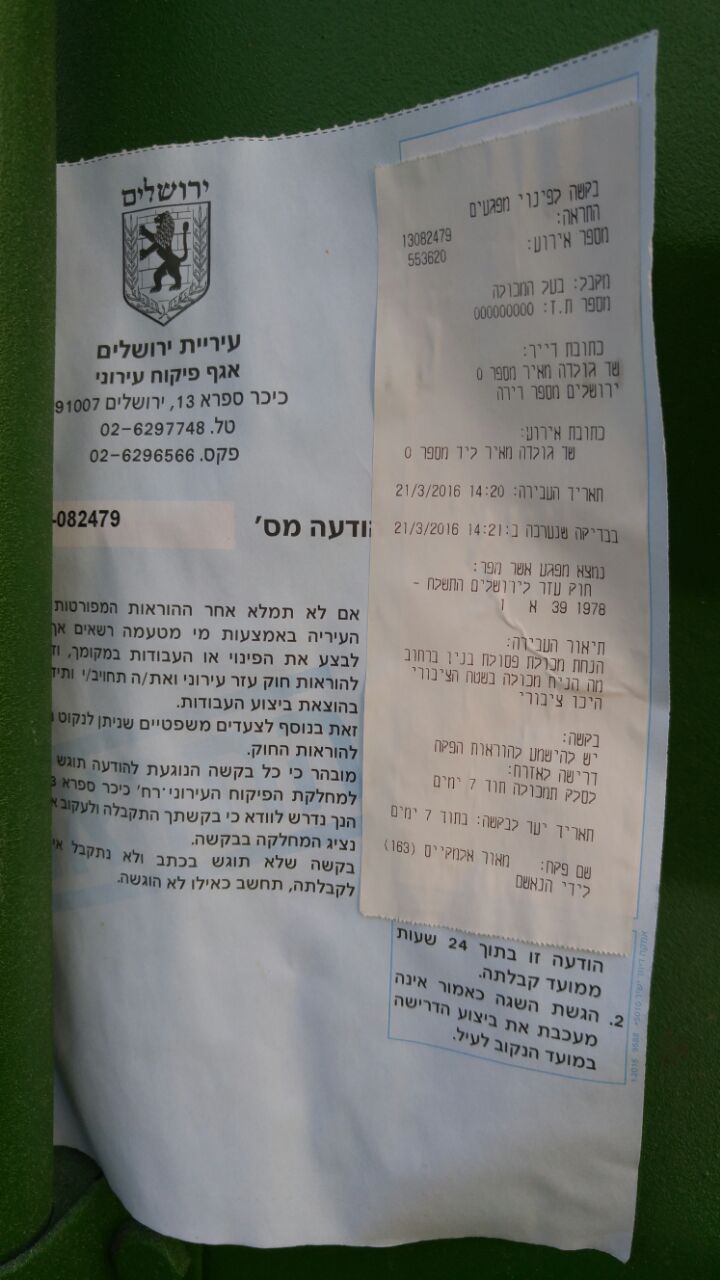 בקשה לפינוי מפגעים
התראה: 13082479
מספר אירוע: 553620
מקבל: בעל המכולה
מספר ת.ז: 000000000
כתובת דייר:
שד גולדה מאיר מספר 0
ירושלים מספר דירה
כתובת אירוע:
שד גולדה מאיר ליד מספר 0
תאריך העבירה: 14:20 21/3/2016
בבדיקה שנערכה ב: 14:21 21/3/2016
נמצא מפגע אשר מפר:
חוק עזר לירושלים התשלח -
1978 39 א 1
תיאור העבירה:
הנחת מכולת פסולת בנין ברחוב
מה הניח מכולה בשטח הציבורי
היכן ציבורי
בקשה:
יש להישמע להוראות הפקח
דרישה לאזרח:
לסלק המכולה תוך 7 ימים
תאריך יעד לבקשה: בתוך 7 ימים
שם פקח: מאור אלמקייס (163)
לידי הנאשם
הודעה זו בתוך 24 שעות
ממועד קבלתה.
2. הגשת השגה כאמור אינה
מעכבת את ביצוע הדרישה
במועד הנקוב לעיל.
ירושלים
עיריית ירושלים
אגף פיקוח עירוני
כיכר ספרא 13, ירושלים 91007
טל. 02-6297748
פקס. 02-6296566
הודעה מס' -082479
אם לא תמלא אחר ההוראות המפורטות
העיריה באמצעות מי מטעמה רשאים
לבצע את הפינוי או העבודות במקומך,
להוראות חוק עזר עירוני ואת/ה תחויב/י
בהוצאת ביצוע העבודות.
זאת בנוסף לצעדים משפטיים שניתן לנקוט
להוראות החוק.
מובהר כי כל בקשה הנוגעת להודעה תוגש
למחלקת הפיקוח העירוני רח' כיכר ספרא
הנך נדרש לוודא כי בקשתך התקבלה ולעקוב
נציג המחלקה בבקשה.
בקשה שלא תוגש בכתב ולא נתקבל
לקבלתה, תחשב כאילו לא הוגשה.